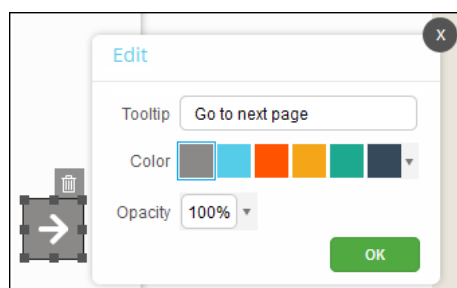 X
Edit
Tooltip Go to next page
Color
Opacity 100%
OK